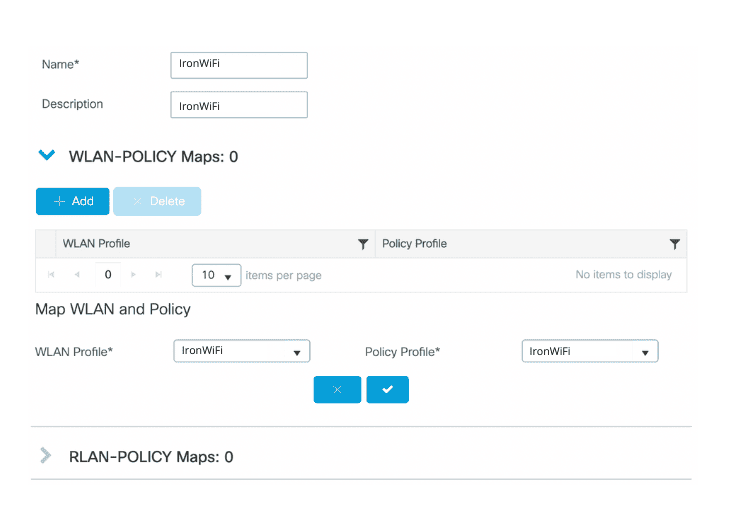 Name*
IronWiFi
Description
IronWiFi
WLAN-POLICY Maps: 0
Add
Delete
WLAN Profile
Policy Profile
0
10
items per page
No items to display
Map WLAN and Policy
WLAN Profile*
IronWiFi
Policy Profile*
IronWiFi
RLAN-POLICY Maps: 0